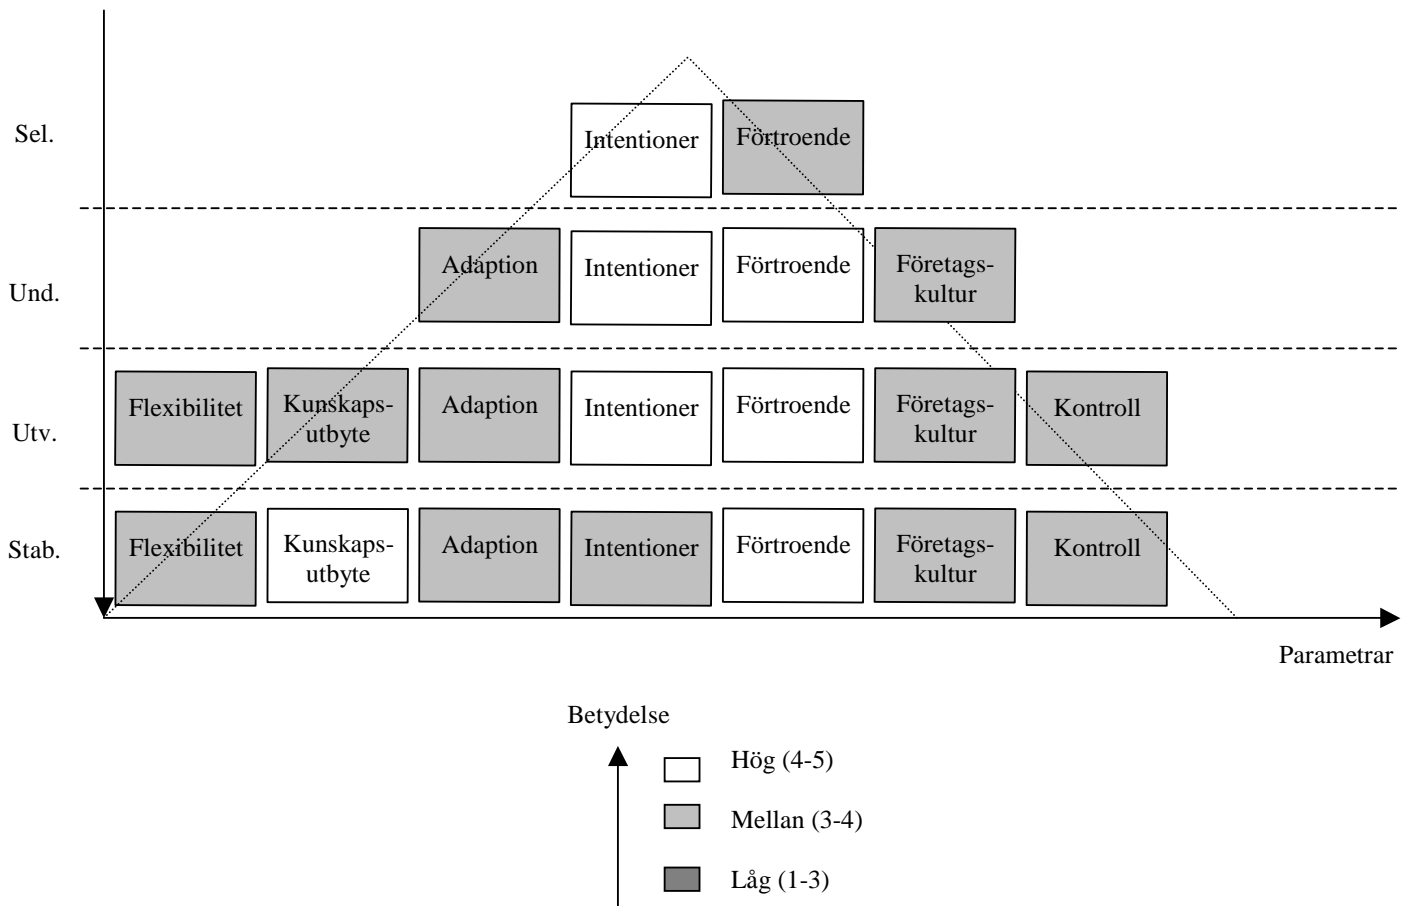 Sel.
Intentioner
Förtroende
Und.
Adaption
Intentioner
Förtroende
Företags-
kultur
Utv.
Flexibilitet
Kunskaps-
utbyte
Adaption
Intentioner
Förtroende
Företags-
kultur
Kontroll
Stab.
Flexibilitet
Kunskaps-
utbyte
Adaption
Intentioner
Förtroende
Företags-
kultur
Kontroll
Parametrar
Betydelse
Hög (4-5)
Mellan (3-4)
Låg (1-3)